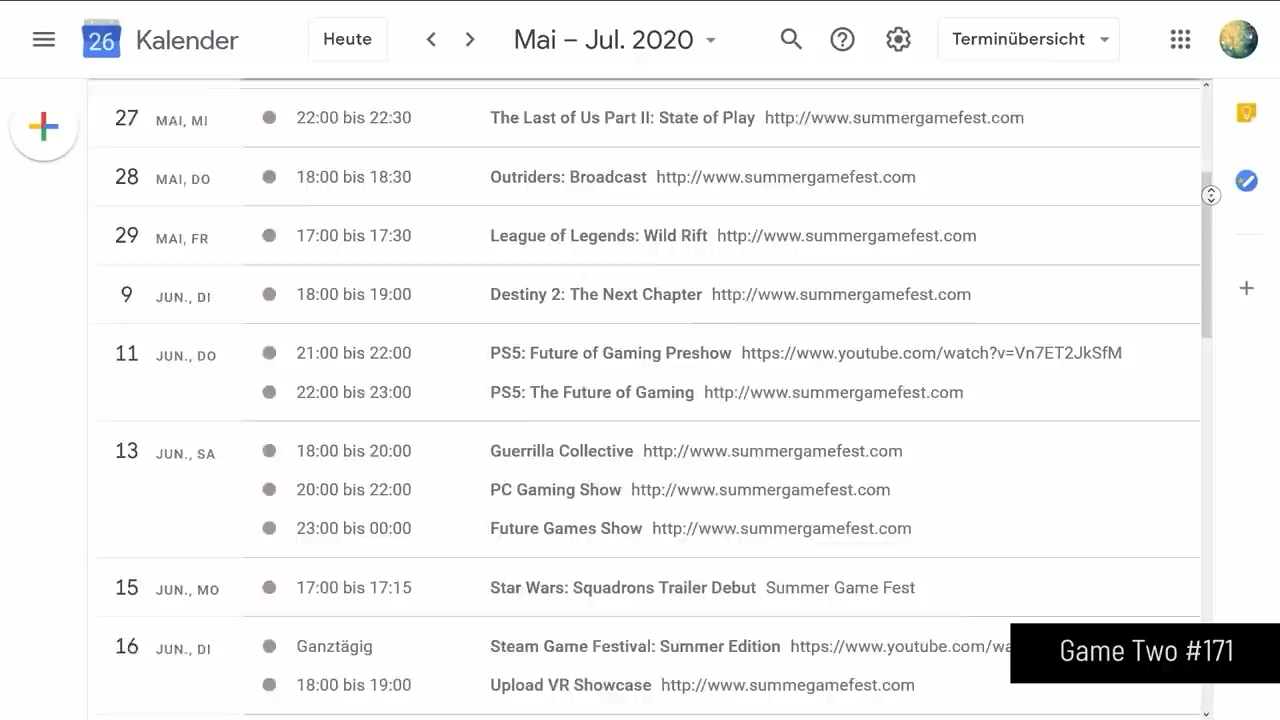 26 Kalender Heute Mai – Jul. 2020 Terminübersicht
27 MAI, MI 22:00 bis 22:30 The Last of Us Part II: State of Play http://www.summergamefest.com
28 MAI, DO 18:00 bis 18:30 Outriders: Broadcast http://www.summergamefest.com
29 MAI, FR 17:00 bis 17:30 League of Legends: Wild Rift http://www.summergamefest.com
9 JUN., DI 18:00 bis 19:00 Destiny 2: The Next Chapter http://www.summergamefest.com
11 JUN., DO 21:00 bis 22:00 PS5: Future of Gaming Preshow https://www.youtube.com/watch?v=Vn7ET2JkSfM
22:00 bis 23:00 PS5: The Future of Gaming http://www.summergamefest.com
13 JUN., SA 18:00 bis 20:00 Guerrilla Collective http://www.summergamefest.com
20:00 bis 22:00 PC Gaming Show http://www.summergamefest.com
23:00 bis 00:00 Future Games Show http://www.summergamefest.com
15 JUN., MO 17:00 bis 17:15 Star Wars: Squadrons Trailer Debut Summer Game Fest
16 JUN., DI Ganztägig Steam Game Festival: Summer Edition https://www.youtube.com/wa
Game Two #171
18:00 bis 19:00 Upload VR Showcase http://www.summegamefest.com